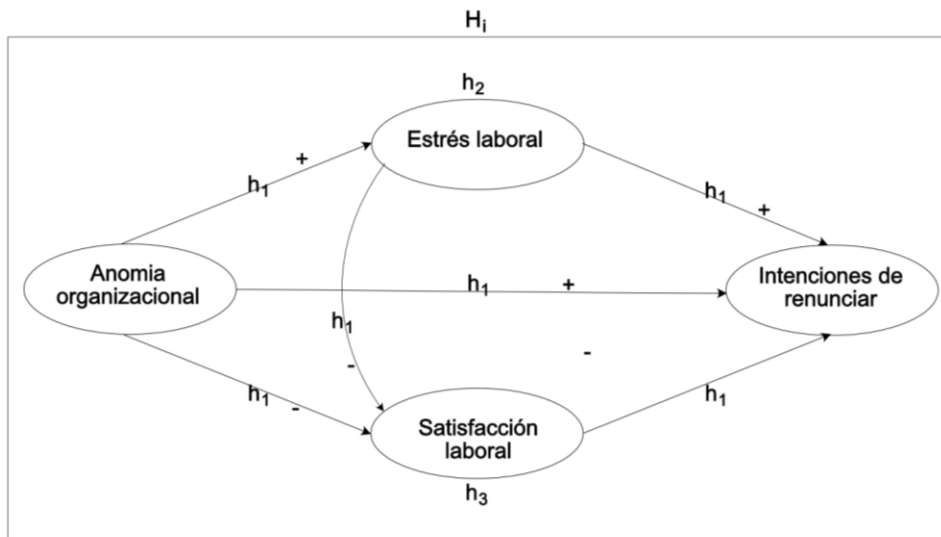 Hᵢ
h₂
Estrés laboral
+
h₁
h₁
+
Anomia
organizacional
h₁
+
Intenciones de
renunciar
h₁
-
-
h₁
-
h₁
Satisfacción
laboral
h₃